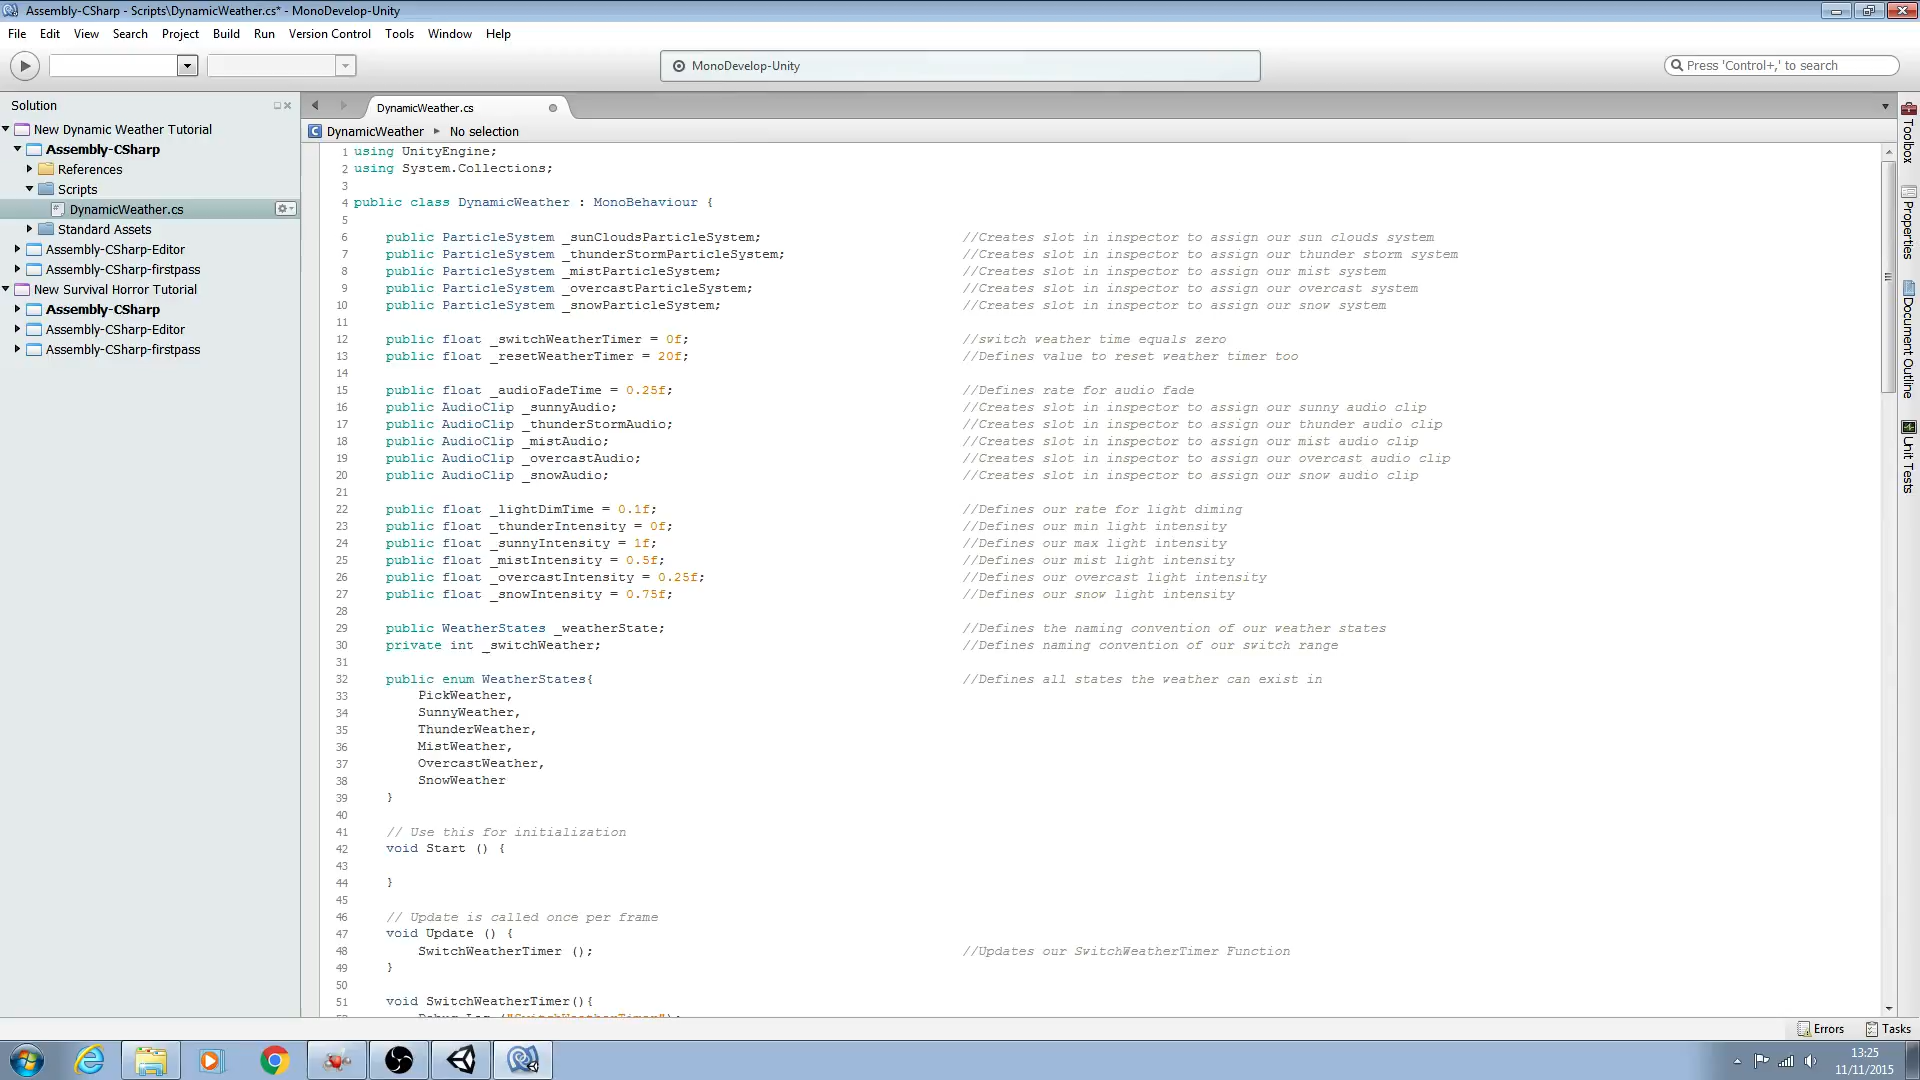 Assembly-CSharp - Scripts\DynamicWeather.cs* - MonoDevelop-Unity
File Edit View Search Project Build Run Version Control Tools Window Help
MonoDevelop-Unity
Press 'Control+,' to search
Solution
New Dynamic Weather Tutorial
Assembly-CSharp
References
Scripts
DynamicWeather.cs
Standard Assets
Assembly-CSharp-Editor
Assembly-CSharp-firstpass
New Survival Horror Tutorial
Assembly-CSharp
Assembly-CSharp-Editor
Assembly-CSharp-firstpass
DynamicWeather.cs
DynamicWeather No selection
1 using UnityEngine;
2 using System.Collections;
3
4 public class DynamicWeather : MonoBehaviour {
5
6 public ParticleSystem _sunCloudsParticleSystem; //Creates slot in inspector to assign our sun clouds system
7 public ParticleSystem _thunderStormParticleSystem; //Creates slot in inspector to assign our thunder storm system
8 public ParticleSystem _mistParticleSystem; //Creates slot in inspector to assign our mist system
9 public ParticleSystem _overcastParticleSystem; //Creates slot in inspector to assign our overcast system
10 public ParticleSystem _snowParticleSystem; //Creates slot in inspector to assign our snow system
11
12 public float _switchWeatherTimer = 0f; //switch weather time equals zero
13 public float _resetWeatherTimer = 20f; //Defines value to reset weather timer too
14
15 public float _audioFadeTime = 0.25f; //Defines rate for audio fade
16 public AudioClip _sunnyAudio; //Creates slot in inspector to assign our sunny audio clip
17 public AudioClip _thunderStormAudio; //Creates slot in inspector to assign our thunder audio clip
18 public AudioClip _mistAudio; //Creates slot in inspector to assign our mist audio clip
19 public AudioClip _overcastAudio; //Creates slot in inspector to assign our overcast audio clip
20 public AudioClip _snowAudio; //Creates slot in inspector to assign our snow audio clip
21
22 public float _lightDimTime = 0.1f; //Defines our rate for light diming
23 public float _thunderIntensity = 0f; //Defines our min light intensity
24 public float _sunnyIntensity = 1f; //Defines our max light intensity
25 public float _mistIntensity = 0.5f; //Defines our mist light intensity
26 public float _overcastIntensity = 0.25f; //Defines our overcast light intensity
27 public float _snowIntensity = 0.75f; //Defines our snow light intensity
28
29 public WeatherStates _weatherState; //Defines the naming convention of our weather states
30 private int _switchWeather; //Defines naming convention of our switch range
31
32 public enum WeatherStates{ //Defines all states the weather can exist in
33 PickWeather,
34 SunnyWeather,
35 ThunderWeather,
36 MistWeather,
37 OvercastWeather,
38 SnowWeather
39 }
40
41 // Use this for initialization
42 void Start () {
43
44 }
45
46 // Update is called once per frame
47 void Update () {
48 SwitchWeatherTimer (); //Updates our SwitchWeatherTimer Function
49 }
50
51 void SwitchWeatherTimer(){
Toolbox
Properties
Document Outline
Unit Tests
Errors Tasks
13:25
11/11/2015